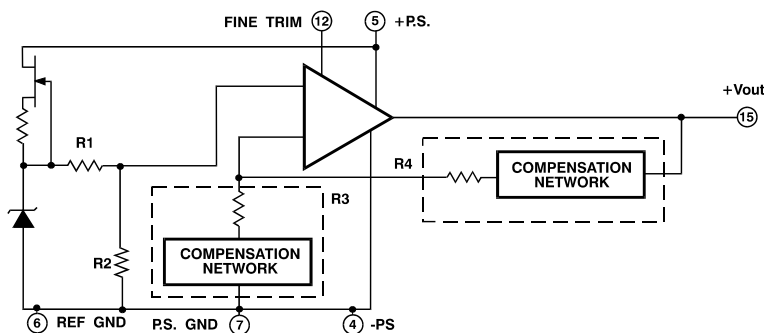 FINE TRIM 12 5 +P.S.
+Vout
15
R1
R4
COMPENSATION
NETWORK
R3
R2
COMPENSATION
NETWORK
6 REF GND P.S. GND 7 4 -PS